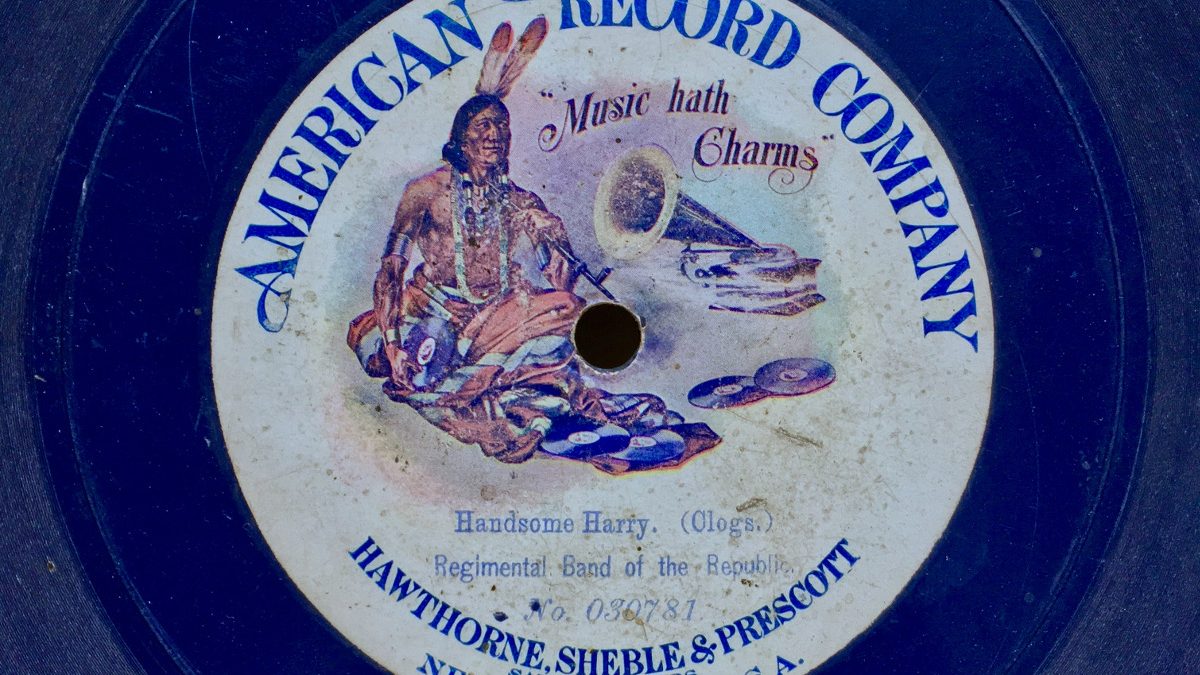 AMERICAN RECORD COMPANY
"Music hath
Charms"
Handsome Harry. (Clogs.)
Regimental Band of the Republic.
No. 030781
HAWTHORNE, SHEBLE & PRESCOTT